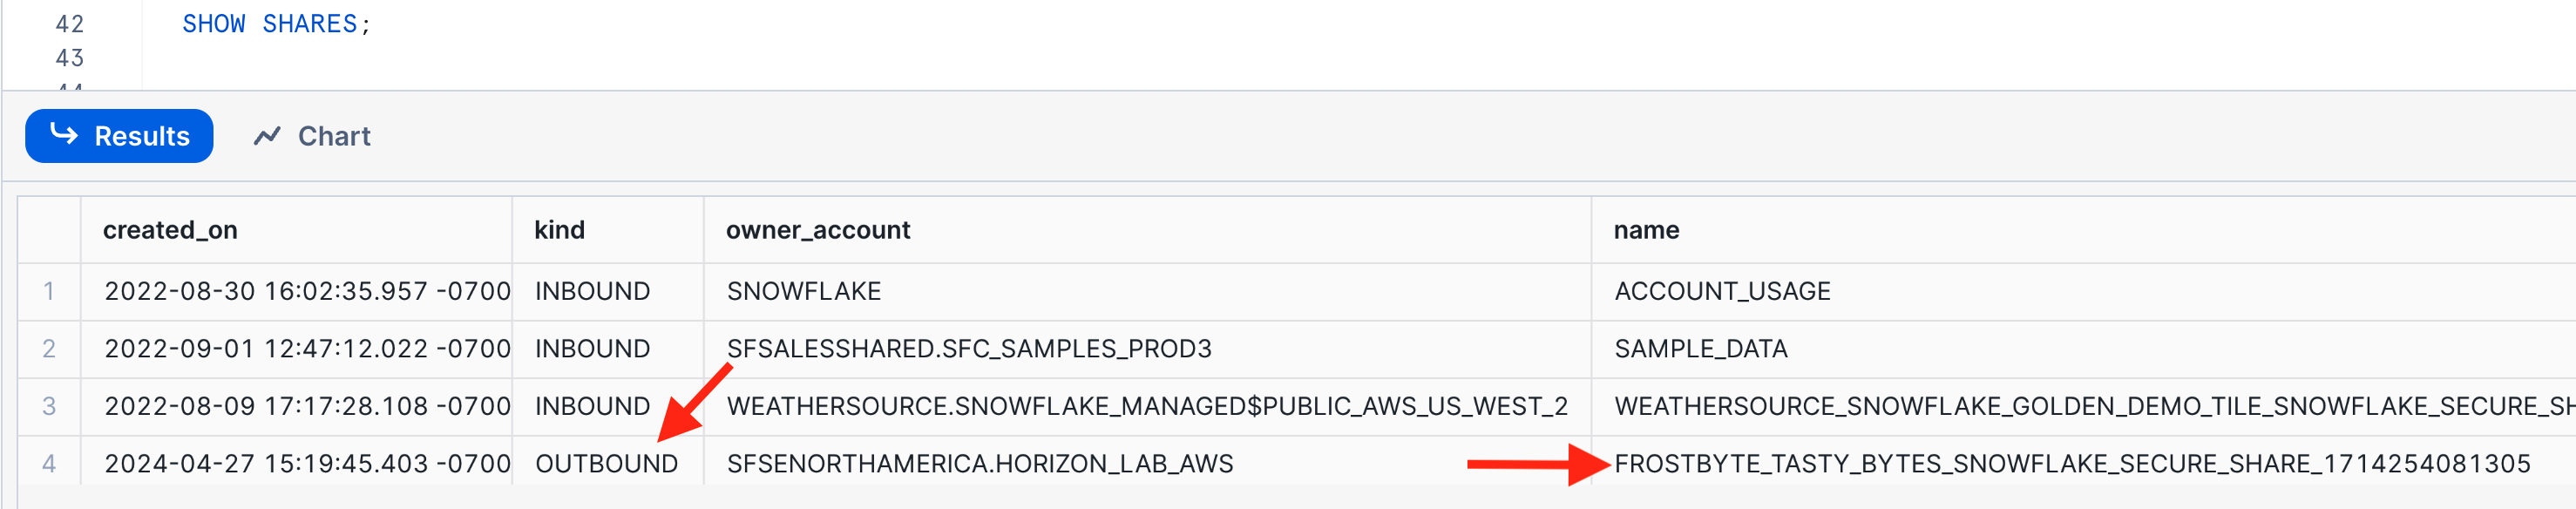 42 SHOW SHARES;
43
44
Results Chart
created_on kind owner_account name
1 2022-08-30 16:02:35.957 -0700 INBOUND SNOWFLAKE ACCOUNT_USAGE
2 2022-09-01 12:47:12.022 -0700 INBOUND SFSALESSHARED.SFC_SAMPLES_PROD3 SAMPLE_DATA
3 2022-08-09 17:17:28.108 -0700 INBOUND WEATHERSOURCE.SNOWFLAKE_MANAGED$PUBLIC_AWS_US_WEST_2 WEATHERSOURCE_SNOWFLAKE_GOLDEN_DEMO_TILE_SNOWFLAKE_SECURE_SH
4 2024-04-27 15:19:45.403 -0700 OUTBOUND SFSENORTHAMERICA.HORIZON_LAB_AWS FROSTBYTE_TASTY_BYTES_SNOWFLAKE_SECURE_SHARE_1714254081305